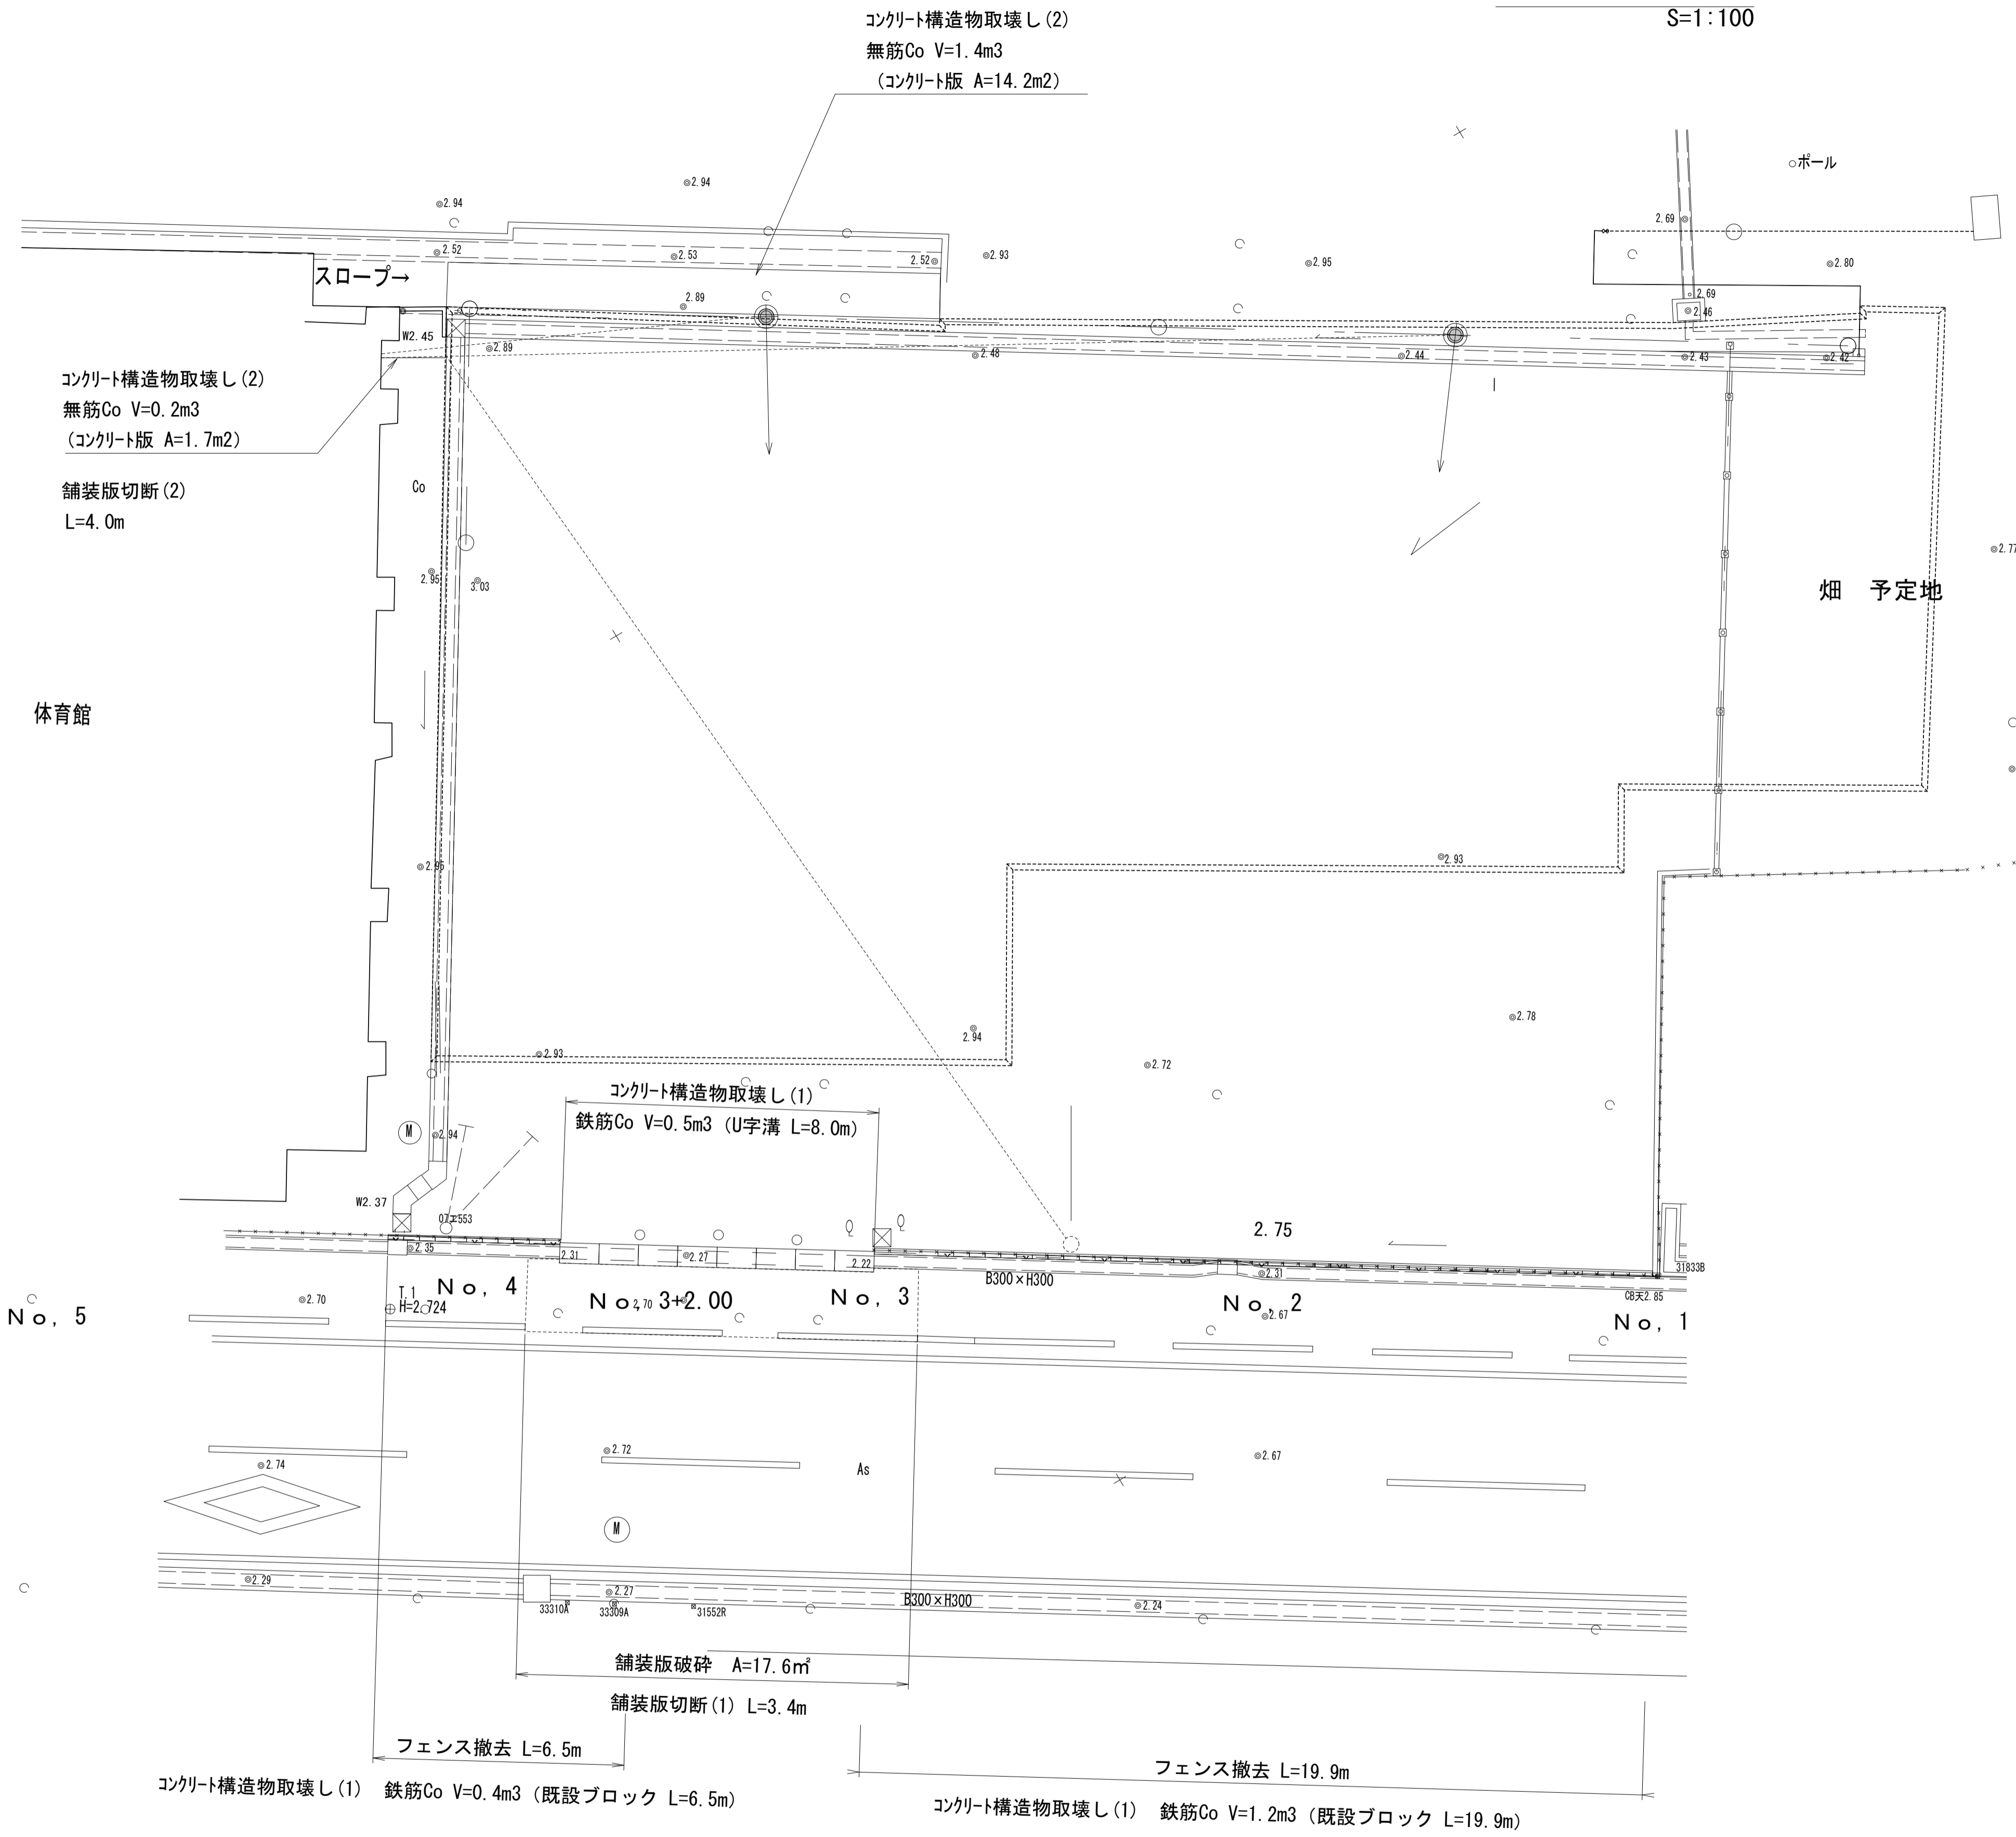 S=1:100
コンクリート構造物取壊し(2)
無筋Co V=1.4m3
(コンクリート版 A=14.2m2)
ポール
2.94
2.94
2.69
2.52
2.53
2.52
2.93
2.95
2.80
スロープ→
2.89
2.69
2.46
W2.45
2.89
2.48
2.44
2.43
2.42
コンクリート構造物取壊し(2)
無筋Co V=0.2m3
(コンクリート版 A=1.7m2)
舗装版切断(2)
L=4.0m
Co
2.77
2.95
3.03
畑 予定地
体育館
2.93
2.95
2.78
2.94
2.93
2.72
コンクリート構造物取壊し(1)
鉄筋Co V=0.5m3 (U字溝 L=8.0m)
M
2.94
W2.37
2.75
2.35
2.31
2.27
2.22
B300×H300
2.31
31833B
CB天2.85
No, 5
2.70
T.1
H=2.724
No, 4
No, 3+2.00
2.70
No, 3
No, 2
2.67
No, 1
2.72
2.67
2.74
As
M
2.29
2.27
B300×H300
2.24
33310A
33309A
31552R
舗装版破砕 A=17.6㎡
舗装版切断(1) L=3.4m
フェンス撤去 L=6.5m
フェンス撤去 L=19.9m
コンクリート構造物取壊し(1) 鉄筋Co V=0.4m3 (既設ブロック L=6.5m)
コンクリート構造物取壊し(1) 鉄筋Co V=1.2m3 (既設ブロック L=19.9m)